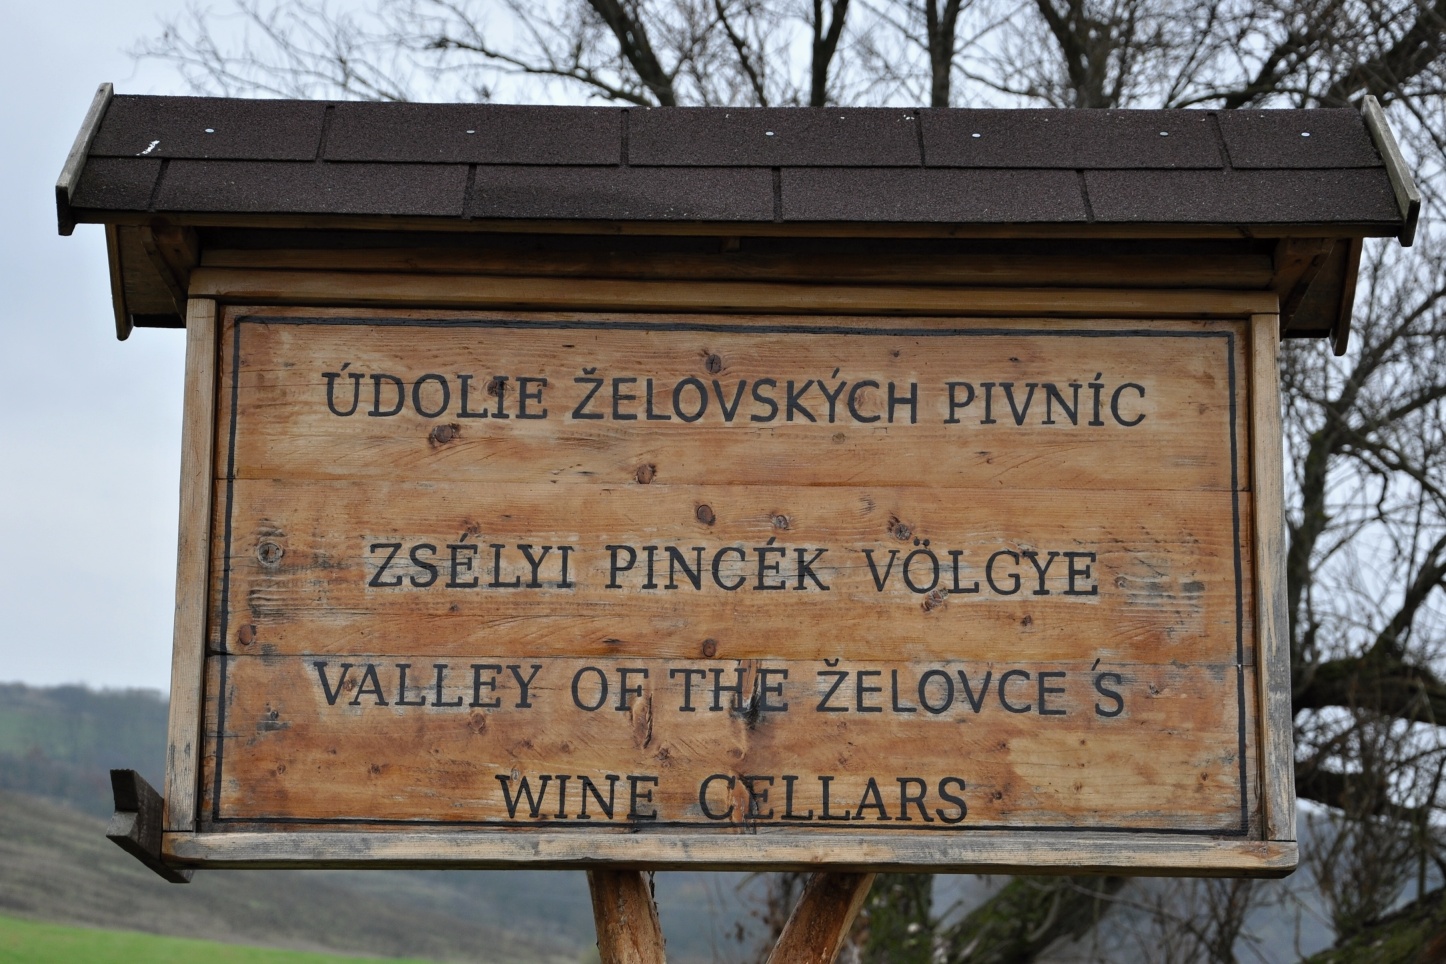 ÚDOLIE ŽELOVSKÝCH PIVNÍC
ZSÉLYI PINCÉK VÖLGYE
VALLEY OF THE ŽELOVCE ́S
WINE CELLARS